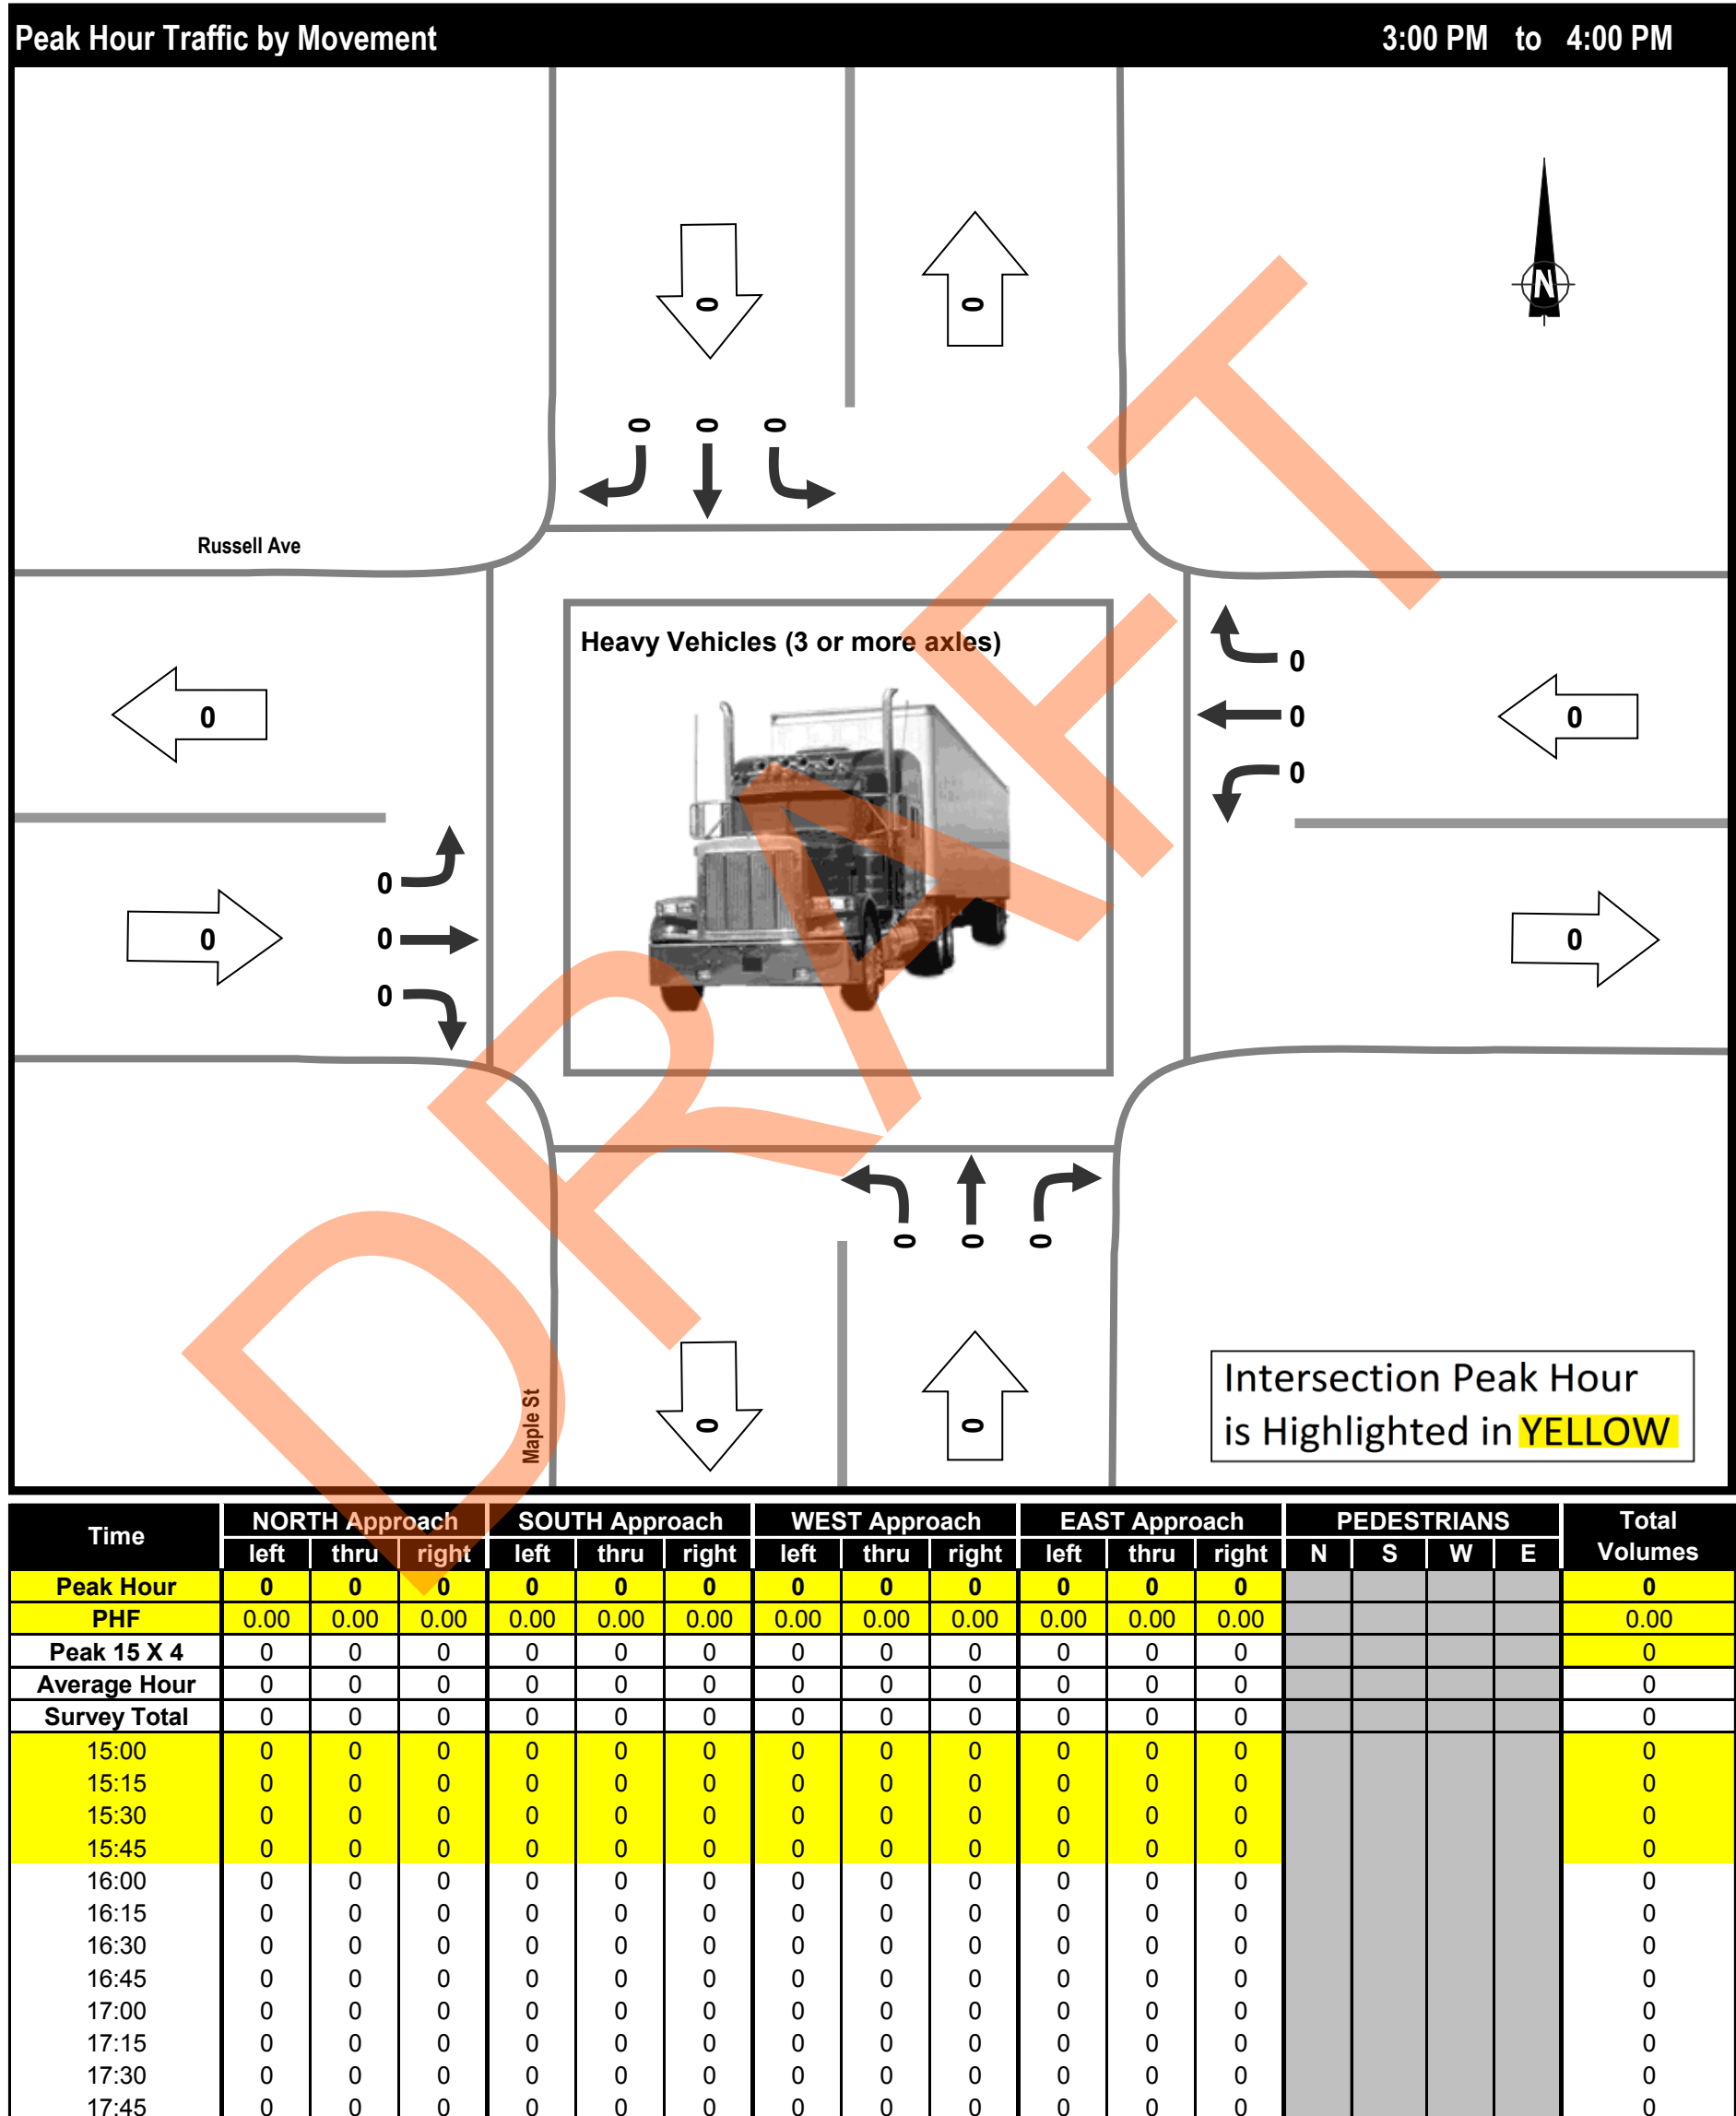 Peak Hour Traffic by Movement 3:00 PM to 4:00 PM
N
0 0
0 0 0
Russell Ave
Heavy Vehicles (3 or more axles)
0
0 0 0
0
0
0 0 0
0
0 0 0
Maple St
0 0
Intersection Peak Hour
is Highlighted in YELLOW
DRAFT
Time NORTH Approach SOUTH Approach WEST Approach EAST Approach PEDESTRIANS Total Volumes
left thru right left thru right left thru right left thru right N S W E
Peak Hour 0 0 0 0 0 0 0 0 0 0 0 0 0
PHF 0.00 0.00 0.00 0.00 0.00 0.00 0.00 0.00 0.00 0.00 0.00 0.00 0.00
Peak 15 X 4 0 0 0 0 0 0 0 0 0 0 0 0 0
Average Hour 0 0 0 0 0 0 0 0 0 0 0 0 0
Survey Total 0 0 0 0 0 0 0 0 0 0 0 0 0
15:00 0 0 0 0 0 0 0 0 0 0 0 0 0
15:15 0 0 0 0 0 0 0 0 0 0 0 0 0
15:30 0 0 0 0 0 0 0 0 0 0 0 0 0
15:45 0 0 0 0 0 0 0 0 0 0 0 0 0
16:00 0 0 0 0 0 0 0 0 0 0 0 0 0
16:15 0 0 0 0 0 0 0 0 0 0 0 0 0
16:30 0 0 0 0 0 0 0 0 0 0 0 0 0
16:45 0 0 0 0 0 0 0 0 0 0 0 0 0
17:00 0 0 0 0 0 0 0 0 0 0 0 0 0
17:15 0 0 0 0 0 0 0 0 0 0 0 0 0
17:30 0 0 0 0 0 0 0 0 0 0 0 0 0
17:45 0 0 0 0 0 0 0 0 0 0 0 0 0